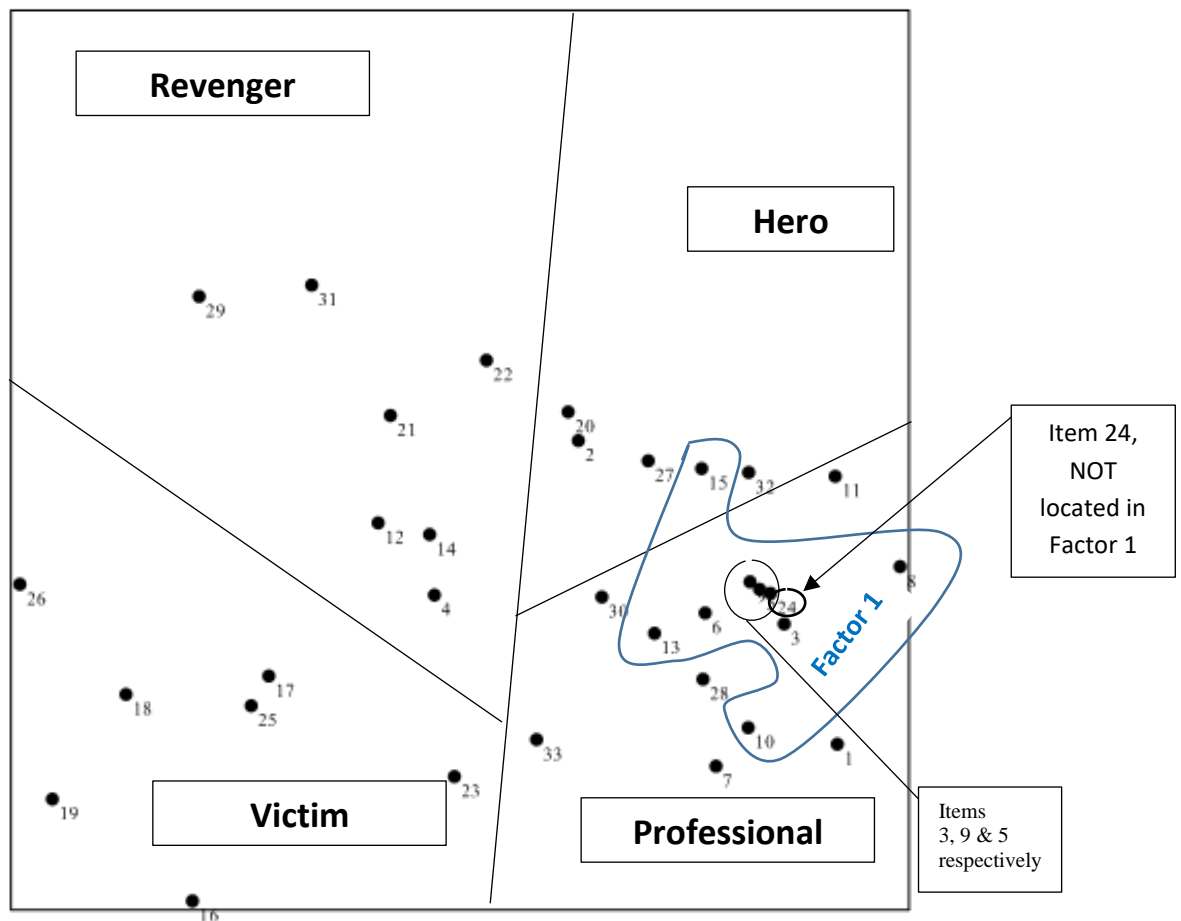 Revenger
Hero
29
31
22
21
20
2
27
15
32
11
Item 24,
NOT
located in
Factor 1
12
14
8
26
4
30
24
6
3
13
Factor 1
17
28
18
25
10
33
1
7
23
19
Victim
Professional
Items
3, 9 & 5
respectively
16